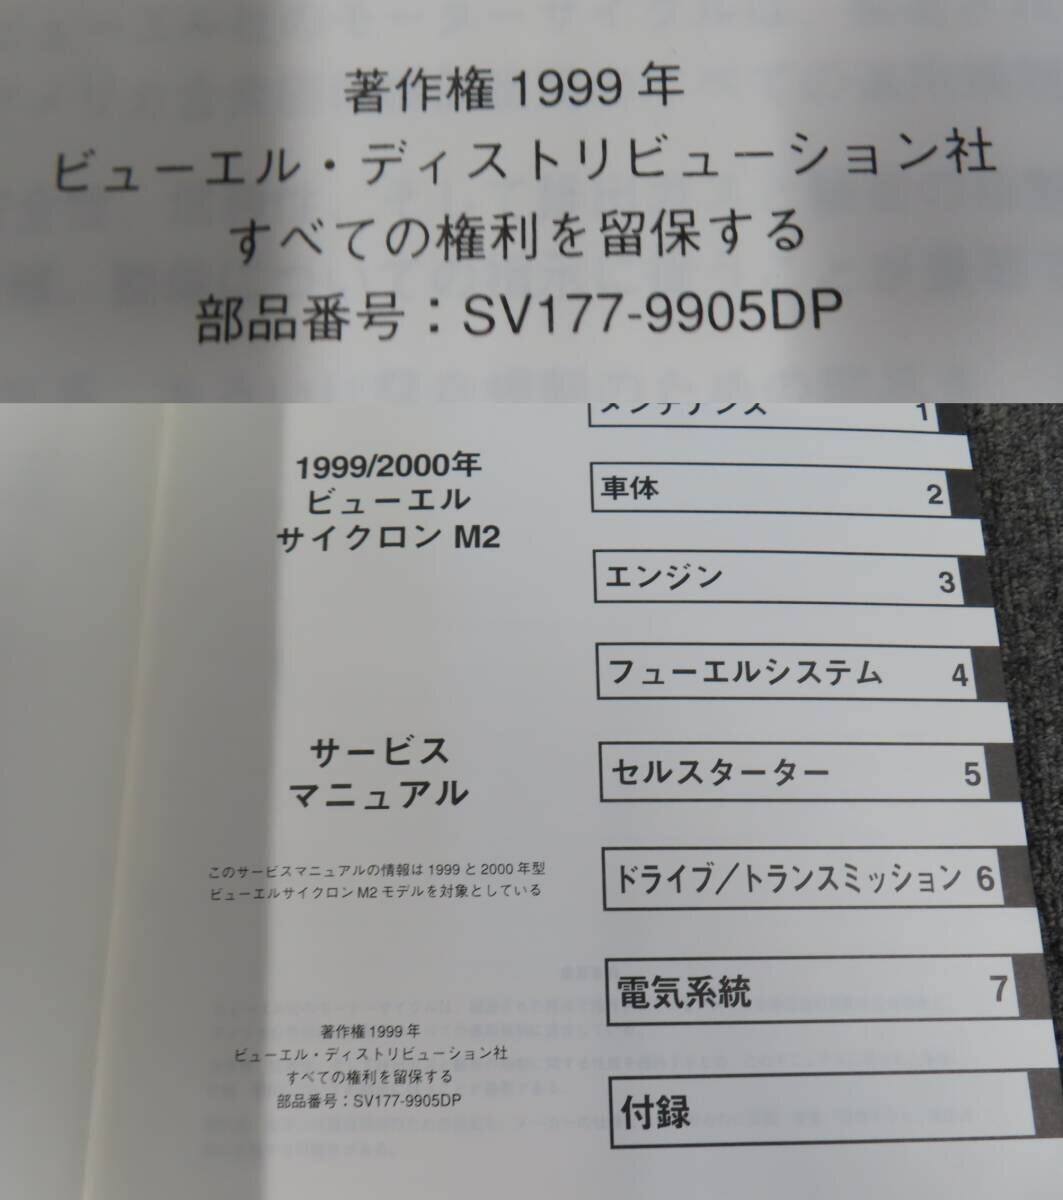 著作権 1999 年
ビューエル・ディストリビューション社
すべての権利を留保する
部品番号：SV177-9905DP
メンテナンス 1
1999/2000年
ビューエル
サイクロン M2
車体 2
エンジン 3
フューエルシステム 4
サービス
マニュアル
セルスターター 5
このサービスマニュアルの情報は 1999 と 2000 年型
ビューエルサイクロン M2 モデルを対象としている
ドライブ／トランスミッション 6
電気系統 7
著作権 1999 年
ビューエル・ディストリビューション社
すべての権利を留保する
部品番号：SV177-9905DP
付録